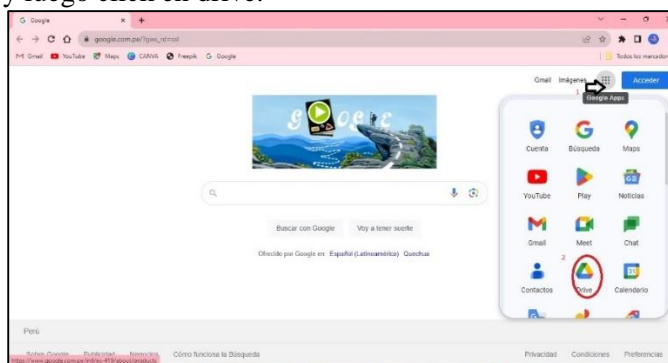 y luego click en drive.
Google
google.com.pe/?gws_rd=ssl
Gmail YouTube Maps CANVA Freepik Google Todos los marcador
Gmail Imágenes Acceder
1
Google Apps
Cuenta Búsqueda Maps
YouTube Play Noticias
Gmail Meet Chat
2
Contactos Drive Calendario
Buscar con Google Voy a tener suerte
Ofrecido por Google en: Español (Latinoamérica) Quechua
Perú
Sobre Google Publicidad Negocios Cómo funciona la Búsqueda Privacidad Condiciones Preferencias